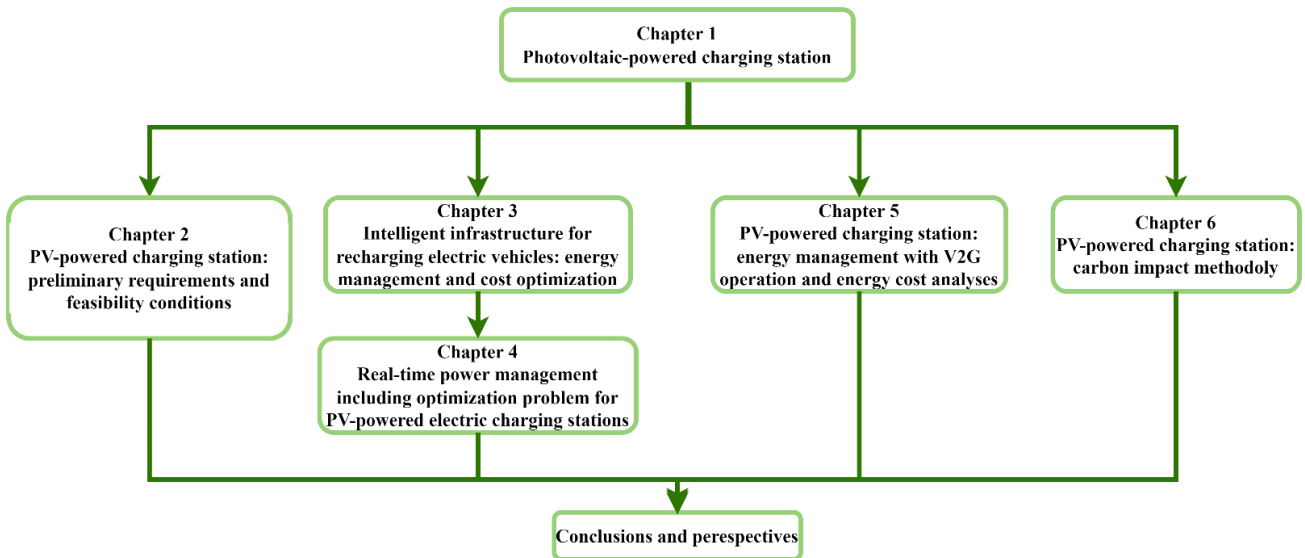 Chapter 1
Photovoltaic-powered charging station
Chapter 2
PV-powered charging station:
preliminary requirements and
feasibility conditions
Chapter 3
Intelligent infrastructure for
recharging electric vehicles: energy
management and cost optimization
Chapter 4
Real-time power management
including optimization problem for
PV-powered electric charging stations
Chapter 5
PV-powered charging station:
energy management with V2G
operation and energy cost analyses
Chapter 6
PV-powered charging station:
carbon impact methodoly
Conclusions and perespectives